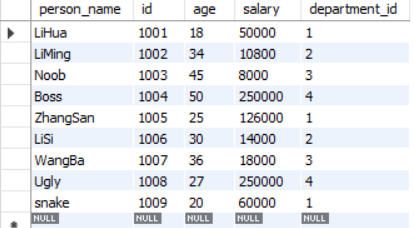 person_name id age salary department_id
LiHua 1001 18 50000 1
LiMing 1002 34 10800 2
Noob 1003 45 8000 3
Boss 1004 50 250000 4
ZhangSan 1005 25 126000 1
LiSi 1006 30 14000 2
WangBa 1007 36 18000 3
Ugly 1008 27 250000 4
snake 1009 20 60000 1
NULL NULL NULL NULL NULL